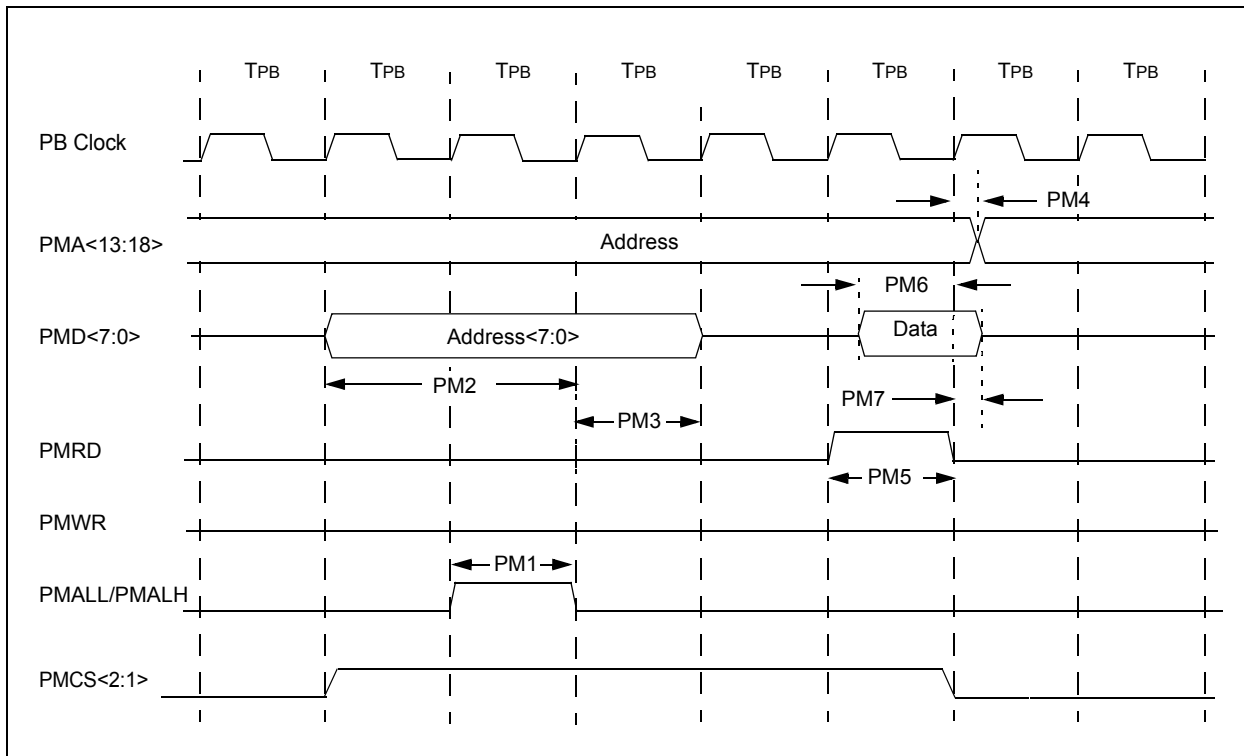 TPB TPB TPB TPB TPB TPB TPB TPB
PB Clock
PM4
PMA<13:18>
Address
PM6
PMD<7:0>
Address<7:0>
Data
PM2
PM7
PM3
PMRD
PM5
PMWR
PM1
PMALL/PMALH
PMCS<2:1>